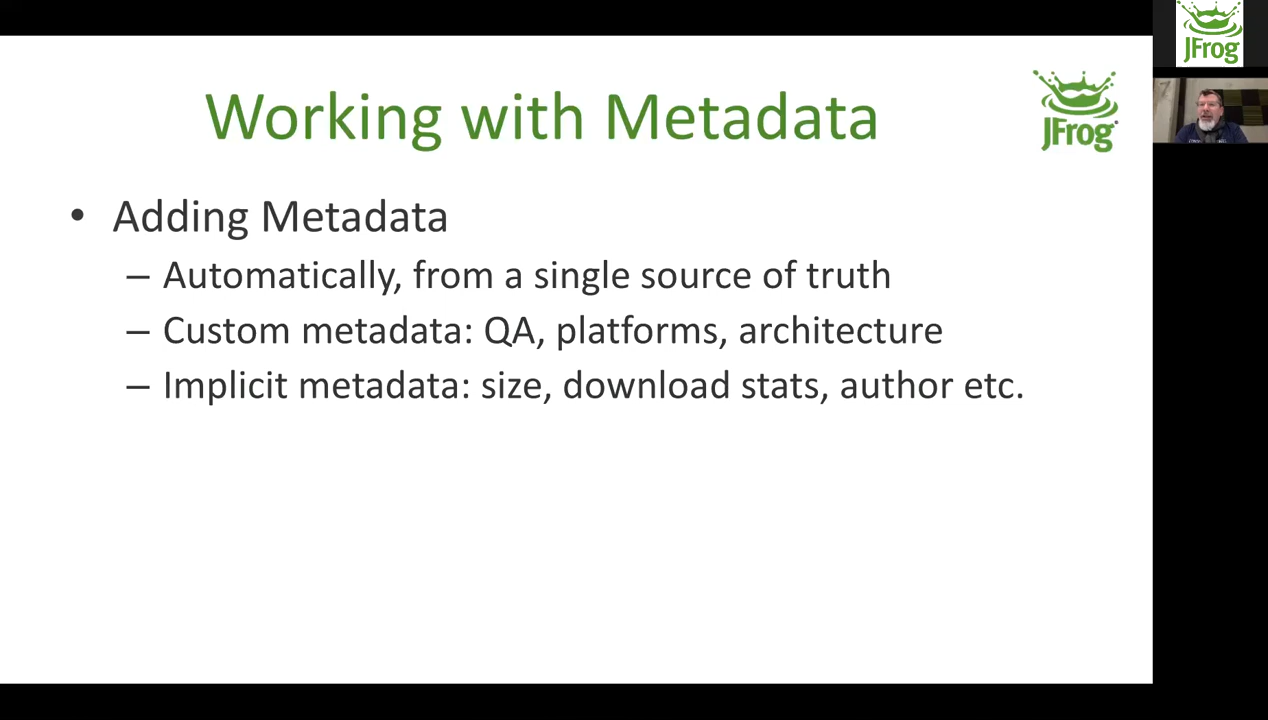 Working with Metadata
JFrog
JFrog
• Adding Metadata
– Automatically, from a single source of truth
– Custom metadata: QA, platforms, architecture
– Implicit metadata: size, download stats, author etc.